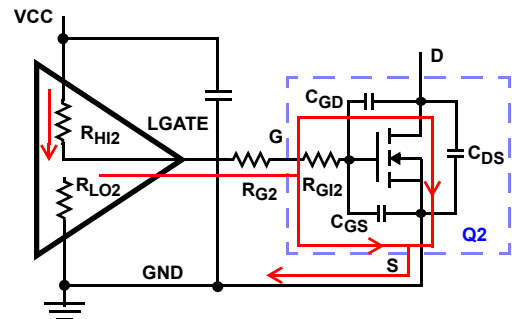 VCC
D
CGD
RHI2
LGATE
G
CDS
RLO2
RG2
RGI2
CGS
Q2
GND
S